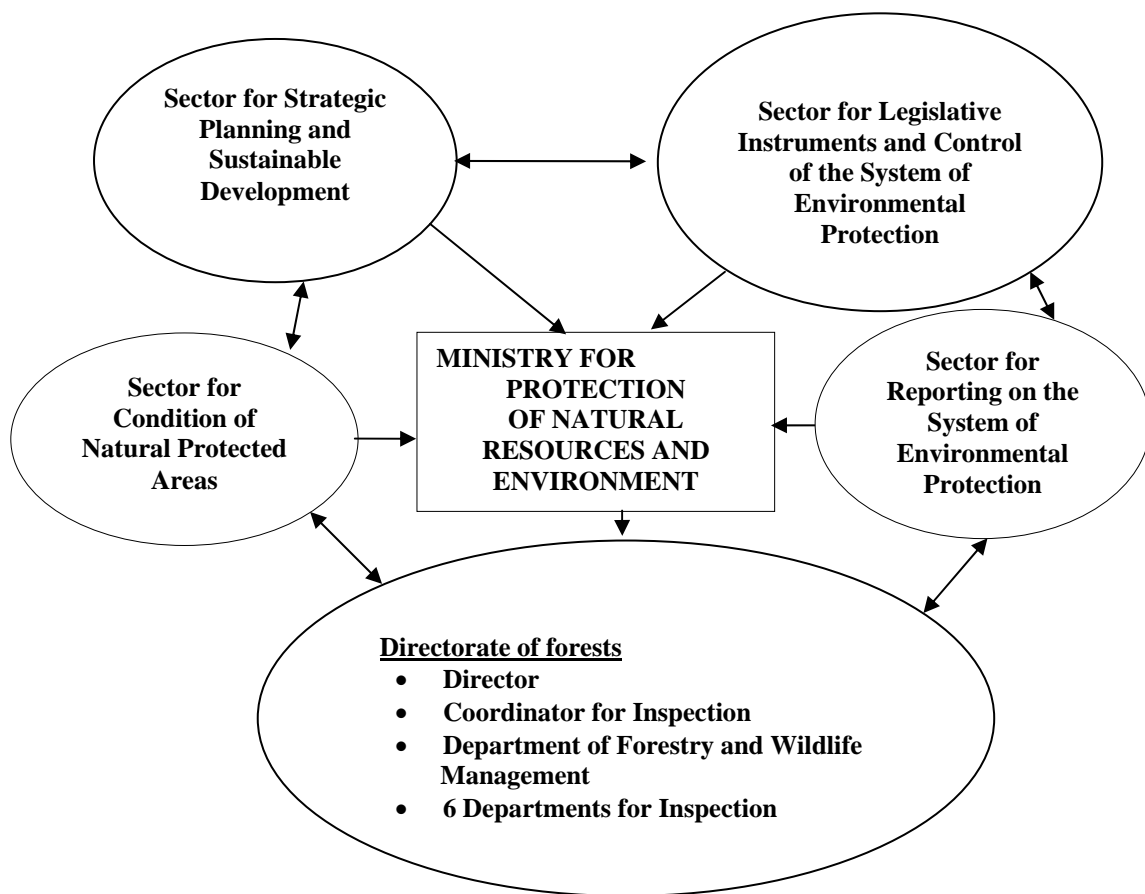 Sector for Strategic
Planning and
Sustainable
Development
Sector for Legislative
Instruments and Control
of the System of
Environmental
Protection
Sector for
Condition of
Natural Protected
Areas
MINISTRY FOR
PROTECTION
OF NATURAL
RESOURCES AND
ENVIRONMENT
Sector for
Reporting on the
System of
Environmental
Protection
Directorate of forests
• Director
• Coordinator for Inspection
• Department of Forestry and Wildlife
Management
• 6 Departments for Inspection